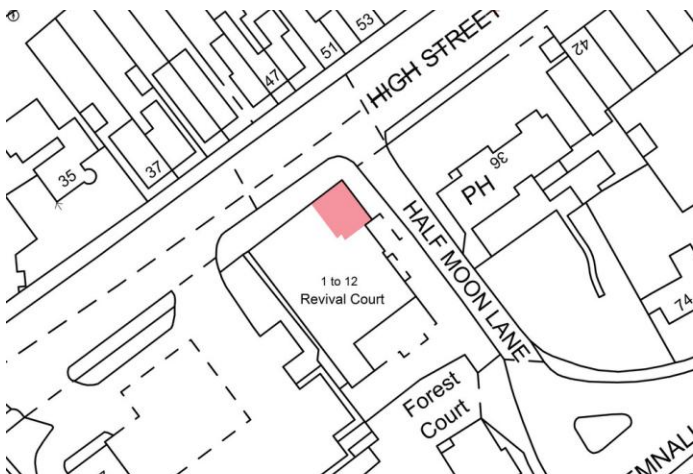 53
51
47
42
HIGH STREET
37
35
36
PH
HALF MOON LANE
1 to 12
Revival Court
74
Forest
Court
EMNAL